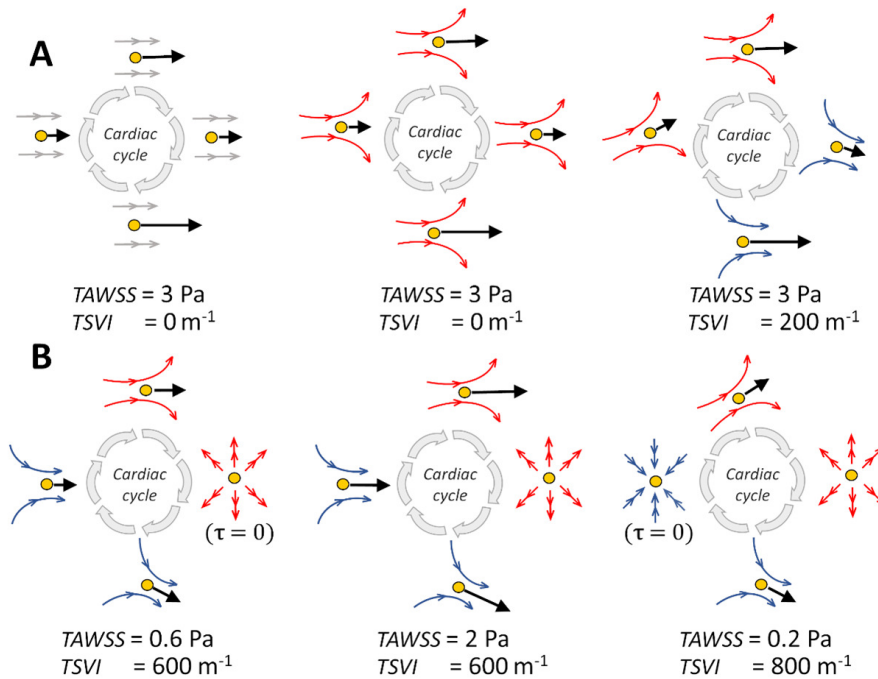 A
Cardiac
cycle
TAWSS = 3 Pa
TSVI = 0 m⁻¹
Cardiac
cycle
TAWSS = 3 Pa
TSVI = 0 m⁻¹
Cardiac
cycle
TAWSS = 3 Pa
TSVI = 200 m⁻¹
B
Cardiac
cycle
(τ = 0)
TAWSS = 0.6 Pa
TSVI = 600 m⁻¹
Cardiac
cycle
TAWSS = 2 Pa
TSVI = 600 m⁻¹
Cardiac
cycle
(τ = 0)
TAWSS = 0.2 Pa
TSVI = 800 m⁻¹